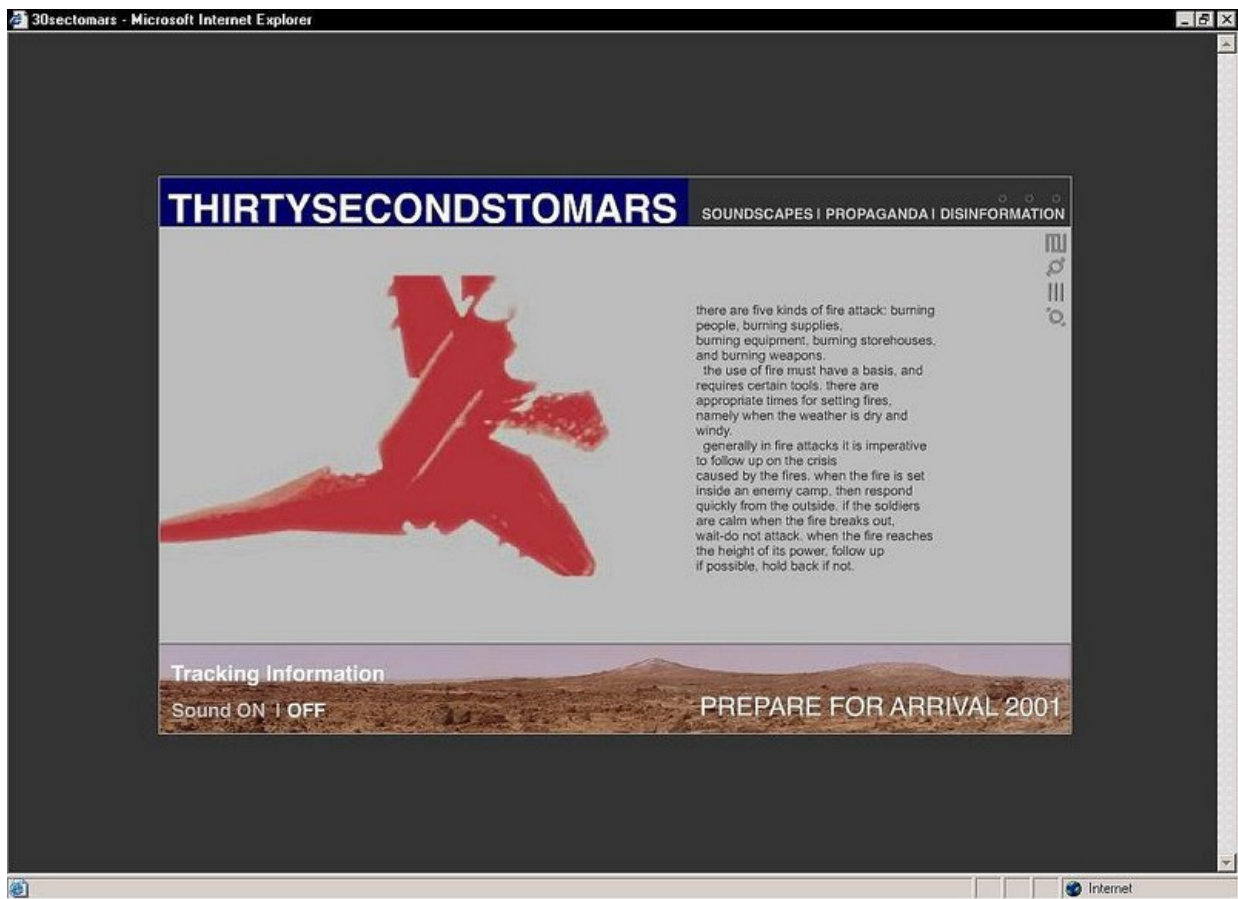 30sectomars - Microsoft Internet Explorer
THIRTYSECONDSTOMARS
SOUNDSCAPES I PROPAGANDA I DISINFORMATION
there are five kinds of fire attack: burning
people, burning supplies,
burning equipment, burning storehouses,
and burning weapons.
the use of fire must have a basis, and
requires certain tools. there are
appropriate times for setting fires,
namely when the weather is dry and
windy.
generally in fire attacks it is imperative
to follow up on the crisis
caused by the fires. when the fire is set
inside an enemy camp, then respond
quickly from the outside. if the soldiers
are calm when the fire breaks out,
wait-do not attack. when the fire reaches
the height of its power, follow up
if possible, hold back if not.
Tracking Information
Sound ON I OFF
PREPARE FOR ARRIVAL 2001
Internet